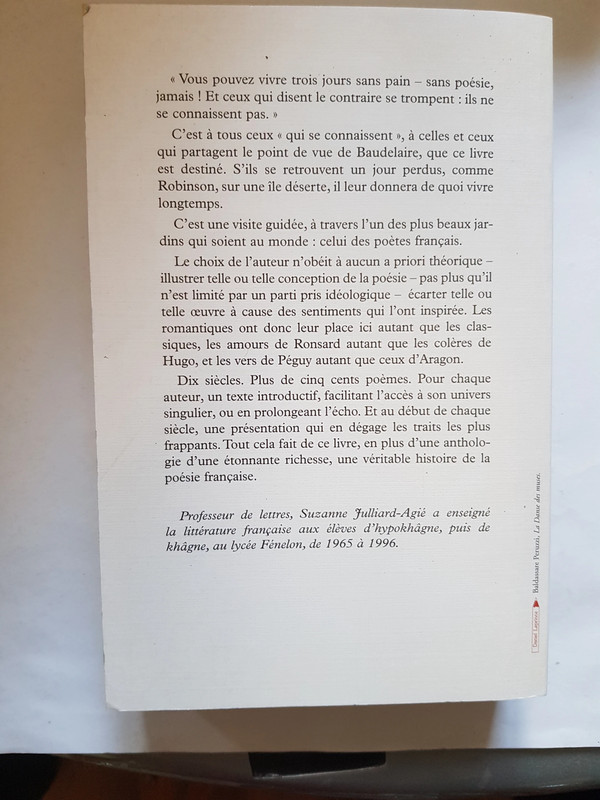 « Vous pouvez vivre trois jours sans pain – sans poésie,
jamais ! Et ceux qui disent le contraire se trompent : ils ne
se connaissent pas. »
C’est à tous ceux « qui se connaissent », à celles et ceux
qui partagent le point de vue de Baudelaire, que ce livre
est destiné. S’ils se retrouvent un jour perdus, comme
Robinson, sur une île déserte, il leur donnera de quoi vivre
longtemps.
C’est une visite guidée, à travers l’un des plus beaux jar-
dins qui soient au monde : celui des poètes français.
Le choix de l’auteur n’obéit à aucun a priori théorique –
illustrer telle ou telle conception de la poésie – pas plus qu’il
n’est limité par un parti pris idéologique – écarter telle ou
telle œuvre à cause des sentiments qui l’ont inspirée. Les
romantiques ont donc leur place ici autant que les clas-
siques, les amours de Ronsard autant que les colères de
Hugo, et les vers de Péguy autant que ceux d’Aragon.
Dix siècles. Plus de cinq cents poèmes. Pour chaque
auteur, un texte introductif, facilitant l’accès à son univers
singulier, ou en prolongeant l’écho. Et au début de chaque
siècle, une présentation qui en dégage les traits les plus
frappants. Tout cela fait de ce livre, en plus d’une antholo-
gie d’une étonnante richesse, une véritable histoire de la
poésie française.
Professeur de lettres, Suzanne Julliard-Agié a enseigné
la littérature française aux élèves d’hypokhâgne, puis de
khâgne, au lycée Fénelon, de 1965 à 1996.
Baldassare Peruzzi, La Danse des muses.